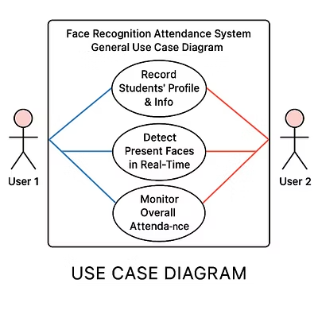 Face Recognition Attendance System
General Use Case Diagram
Record
Students' Profile
& Info
Detect
Present Faces
in Real-Time
Monitor
Overall
Attenda-nce
User 1
User 2
USE CASE DIAGRAM